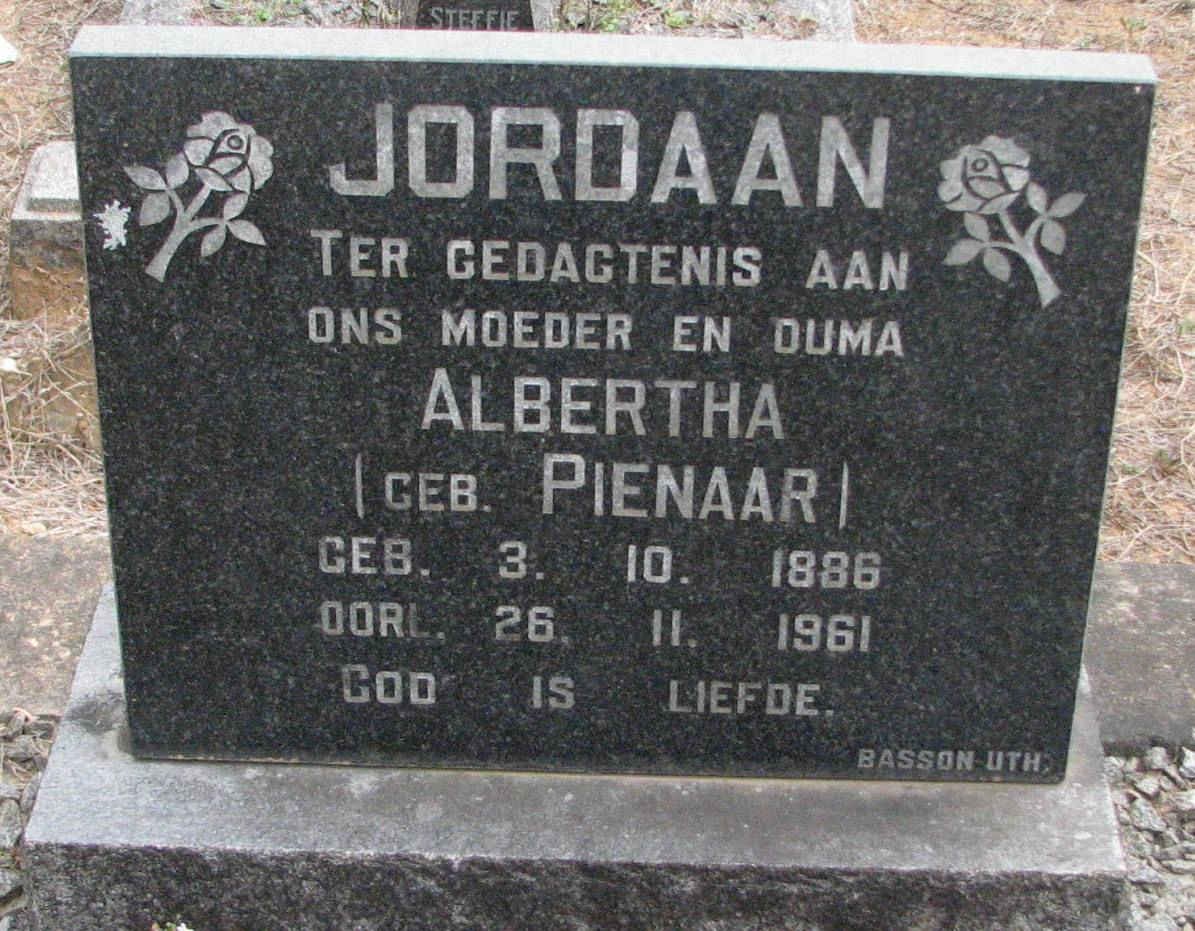 STEFFIE
JORDAAN
TER GEDAGTENIS AAN
ONS MOEDER EN OUMA
ALBERTHA
(GEB. PIENAAR)
GEB. 3. 10. 1886
OORL. 26. 11. 1961
GOD IS LIEFDE.
BASSON-UTH.